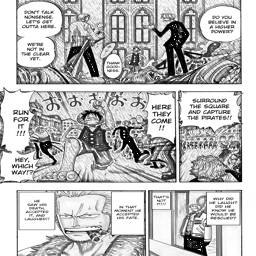 DO YOU
BELIEVE IN
A HIGHER
POWER?
DON'T TALK
NONSENSE.
LET'S GET
OUTTA HERE.
WE'RE
NOT IN THE
CLEAR
YET.
THANK
GOOD-
NESS.
SURROUND
THE SQUARE
AND CAPTURE
THE PIRATES!!
HERE
THEY
COME
!!
RUN
FOR
IT
!!!
HEY,
WHICH
WAY!?
WHY DID
HE LAUGH?
DID HE
KNOW HE
WOULD BE
RESCUED!?
THAT'S
NOT
IN THAT
MOMENT HE
ACCEPTED
HIS FATE.
HE
SAW HIS
DEATH,
ACCEPTED
IT, AND
LAUGHED!!